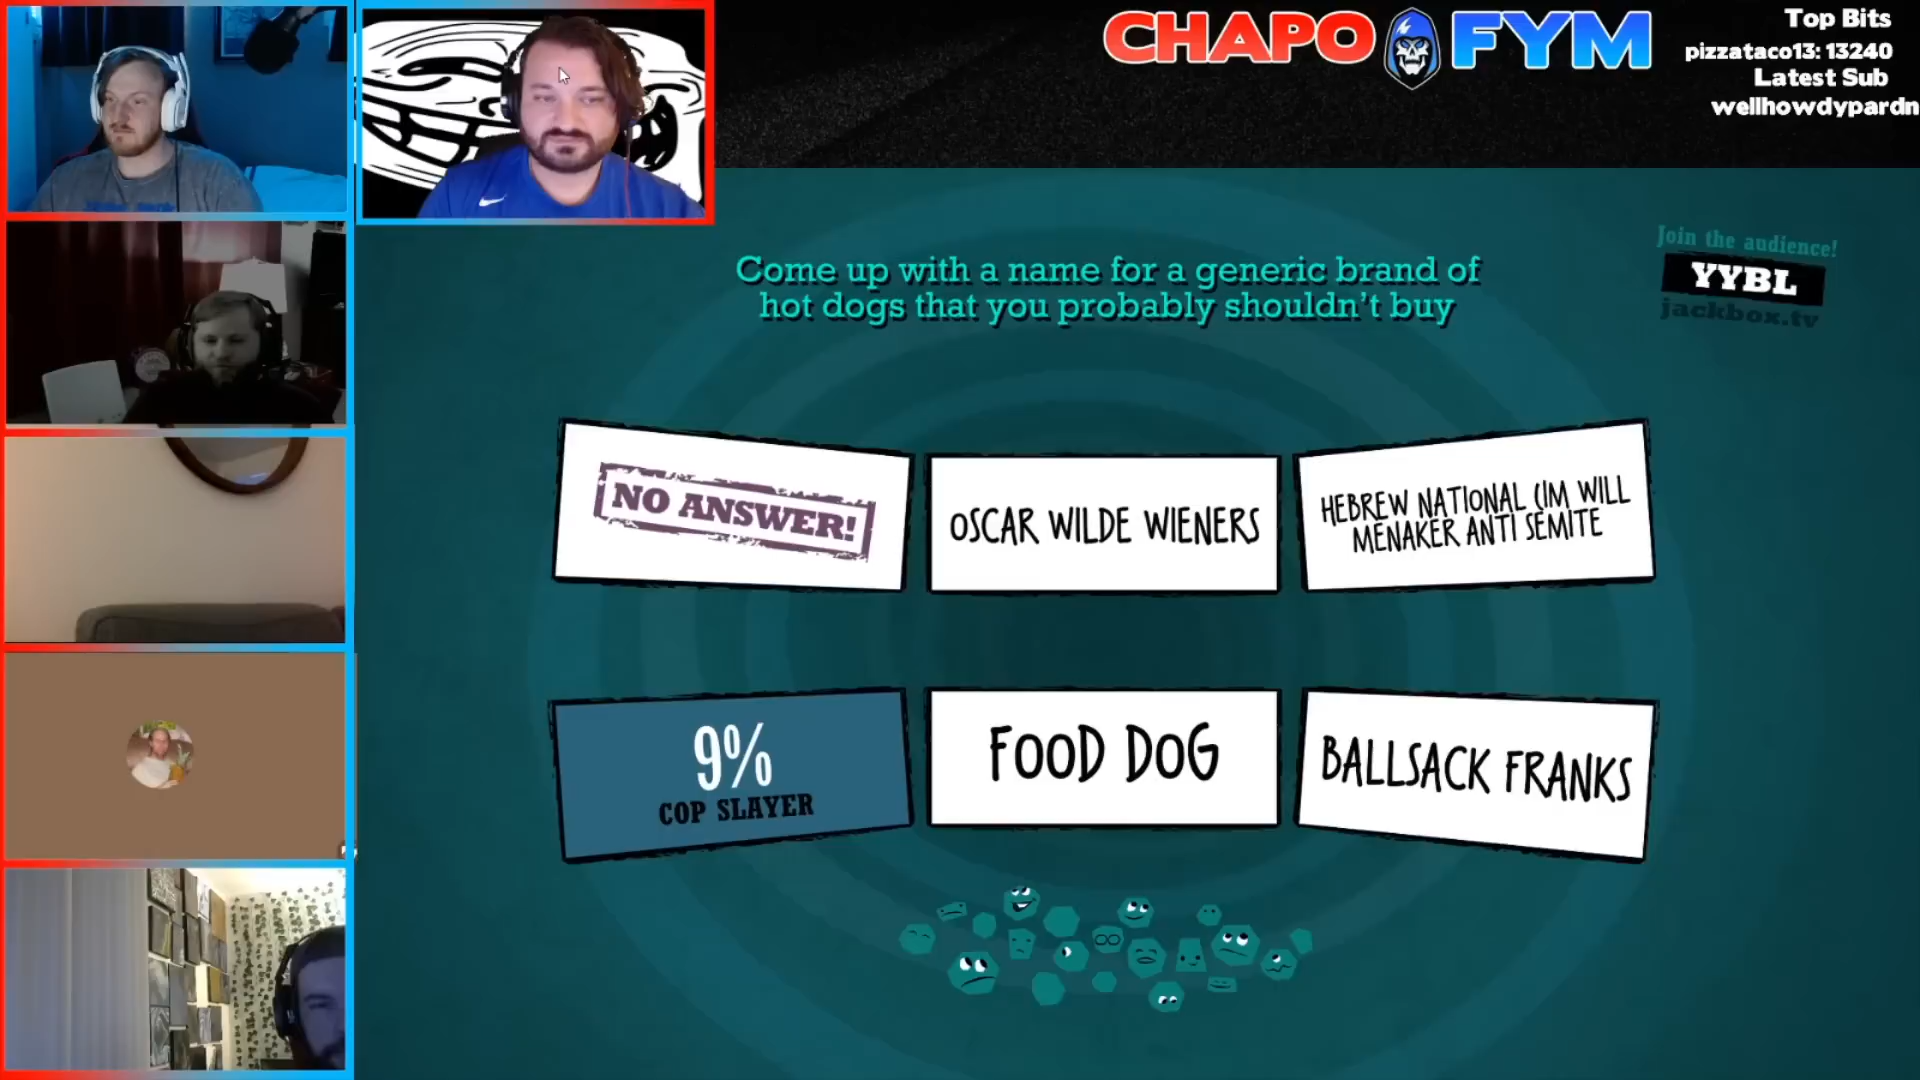 CHAPO FYM
Top Bits
pizzataco13: 13240
Latest Sub
wellhowdypardn
Come up with a name for a generic brand of
hot dogs that you probably shouldn't buy
Join the audience!
YYBL
jackbox.tv
NO ANSWER!
OSCAR WILDE WIENERS
HEBREW NATIONAL (IM WILL
MENAKER ANTI SEMITE
9%
COP SLAYER
FOOD DOG
BALLSACK FRANKS